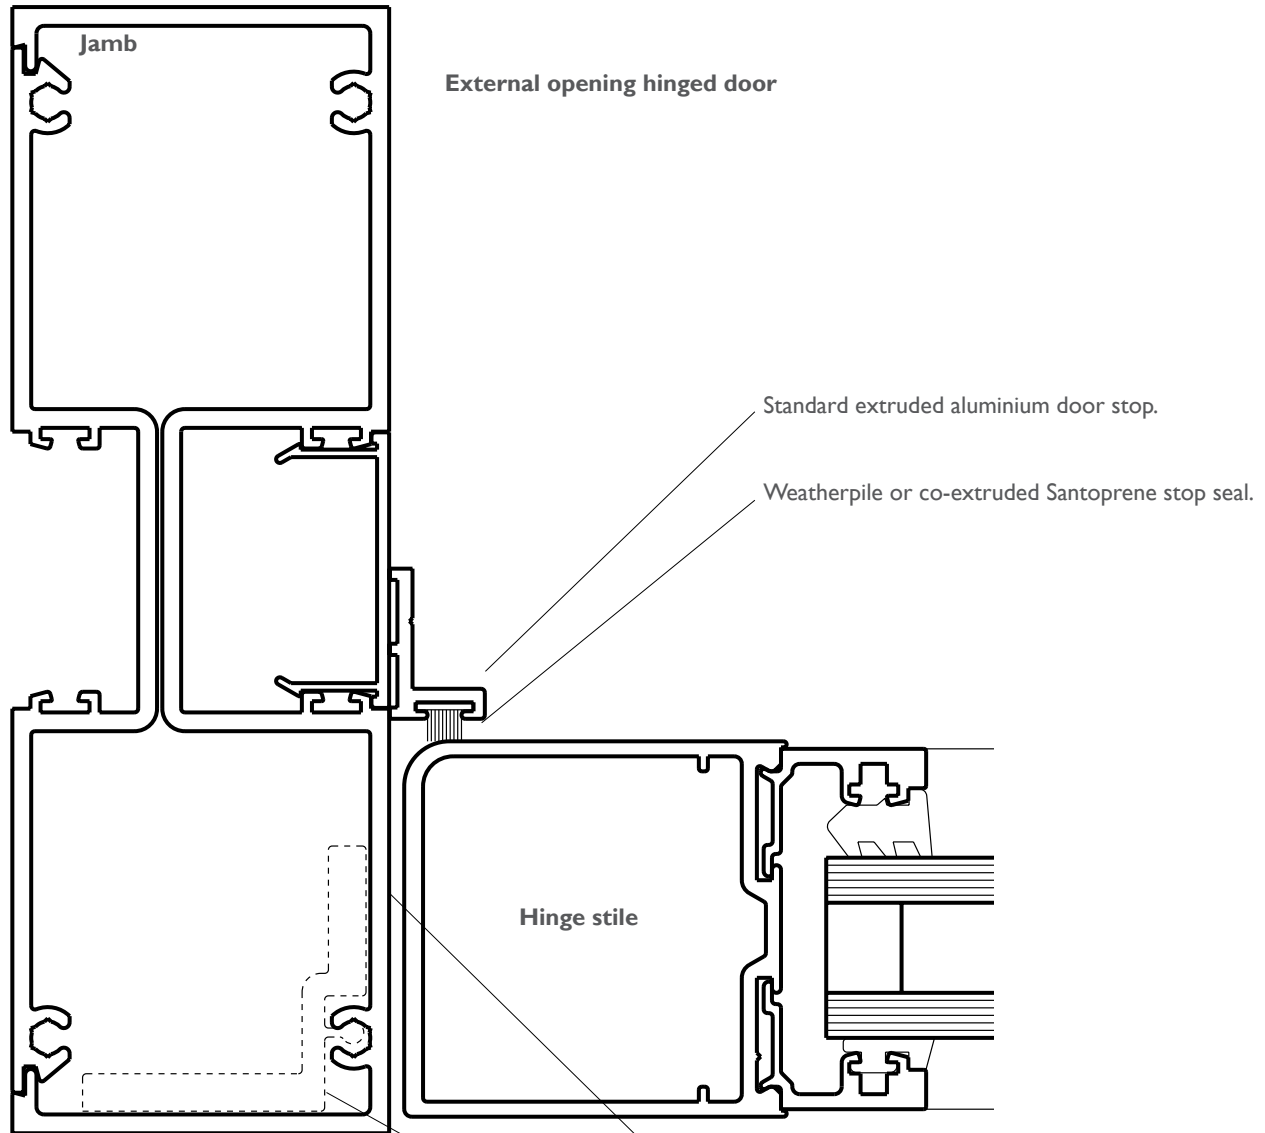 Jamb
External opening hinged door
Standard extruded aluminium door stop.
Weatherpile or co-extruded Santoprene stop seal.
Hinge stile